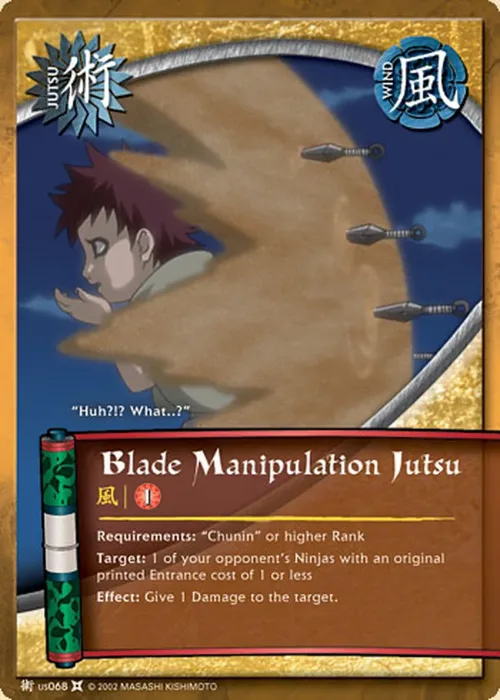 JUTSU
術
WIND
風
"Huh?!? What..?"
Blade Manipulation Jutsu
風 | 1
Requirements: "Chunin" or higher Rank
Target: 1 of your opponent's Ninjas with an original
printed Entrance cost of 1 or less
Effect: Give 1 Damage to the target.
術 US068 © 2002 MASASHI KISHIMOTO